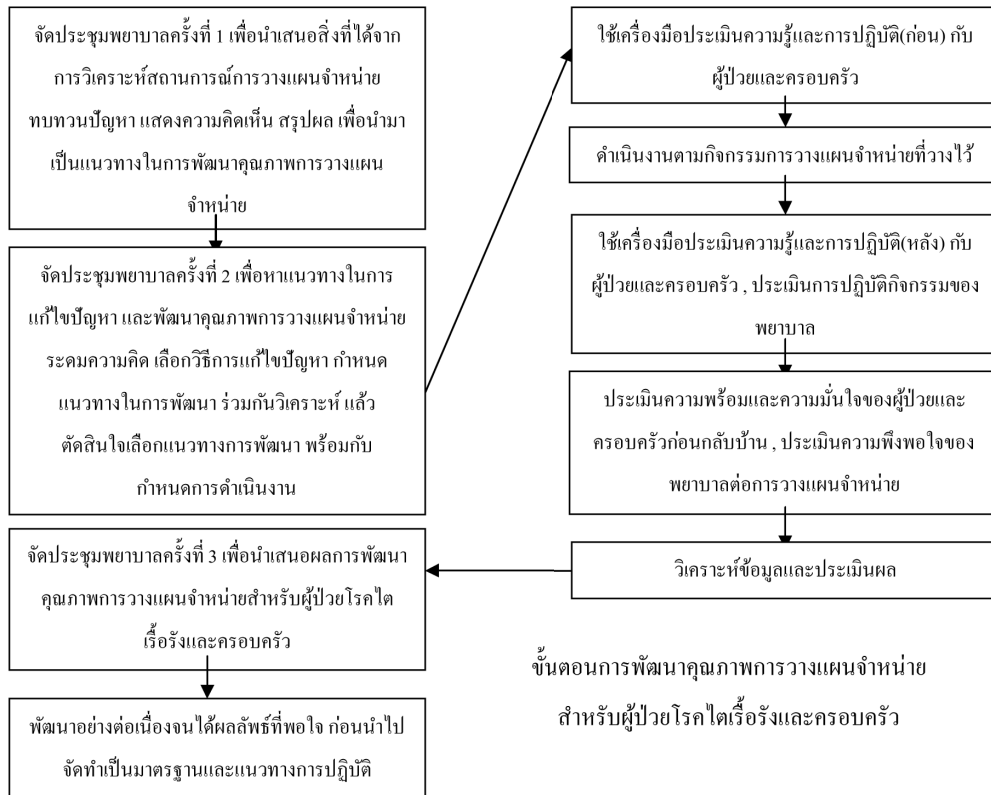 จัดประชุมพยาบาลครั้งที่ 1 เพื่อนำเสนอสิ่งที่ได้จาก
การวิเคราะห์สถานการณ์การวางแผนจำหน่าย
ทบทวนปัญหา แสดงความคิดเห็น สรุปผล เพื่อนำมา
เป็นแนวทางในการพัฒนาคุณภาพการวางแผน
จำหน่าย
จัดประชุมพยาบาลครั้งที่ 2 เพื่อหาแนวทางในการ
แก้ไขปัญหา และพัฒนาคุณภาพการวางแผนจำหน่าย
ระดมความคิด เลือกวิธีการแก้ไขปัญหา กำหนด
แนวทางในการพัฒนา ร่วมกันวิเคราะห์ แล้ว
ตัดสินใจเลือกแนวทางการพัฒนา พร้อมกับ
กำหนดการดำเนินงาน
ใช้เครื่องมือประเมินความรู้และการปฏิบัติ(ก่อน) กับ
ผู้ป่วยและครอบครัว
ดำเนินงานตามกิจกรรมการวางแผนจำหน่ายที่วางไว้
ใช้เครื่องมือประเมินความรู้และการปฏิบัติ(หลัง) กับ
ผู้ป่วยและครอบครัว , ประเมินการปฏิบัติกิจกรรมของ
พยาบาล
ประเมินความพร้อมและความมั่นใจของผู้ป่วยและ
ครอบครัวก่อนกลับบ้าน , ประเมินความพึงพอใจของ
พยาบาลต่อการวางแผนจำหน่าย
วิเคราะห์ข้อมูลและประเมินผล
จัดประชุมพยาบาลครั้งที่ 3 เพื่อนำเสนอผลการพัฒนา
คุณภาพการวางแผนจำหน่ายสำหรับผู้ป่วยโรคไต
เรื้อรังและครอบครัว
พัฒนาอย่างต่อเนื่องจนได้ผลลัพธ์ที่พอใจ ก่อนนำไป
จัดทำเป็นมาตรฐานและแนวทางการปฏิบัติ
ขั้นตอนการพัฒนาคุณภาพการวางแผนจำหน่าย
สำหรับผู้ป่วยโรคไตเรื้อรังและครอบครัว